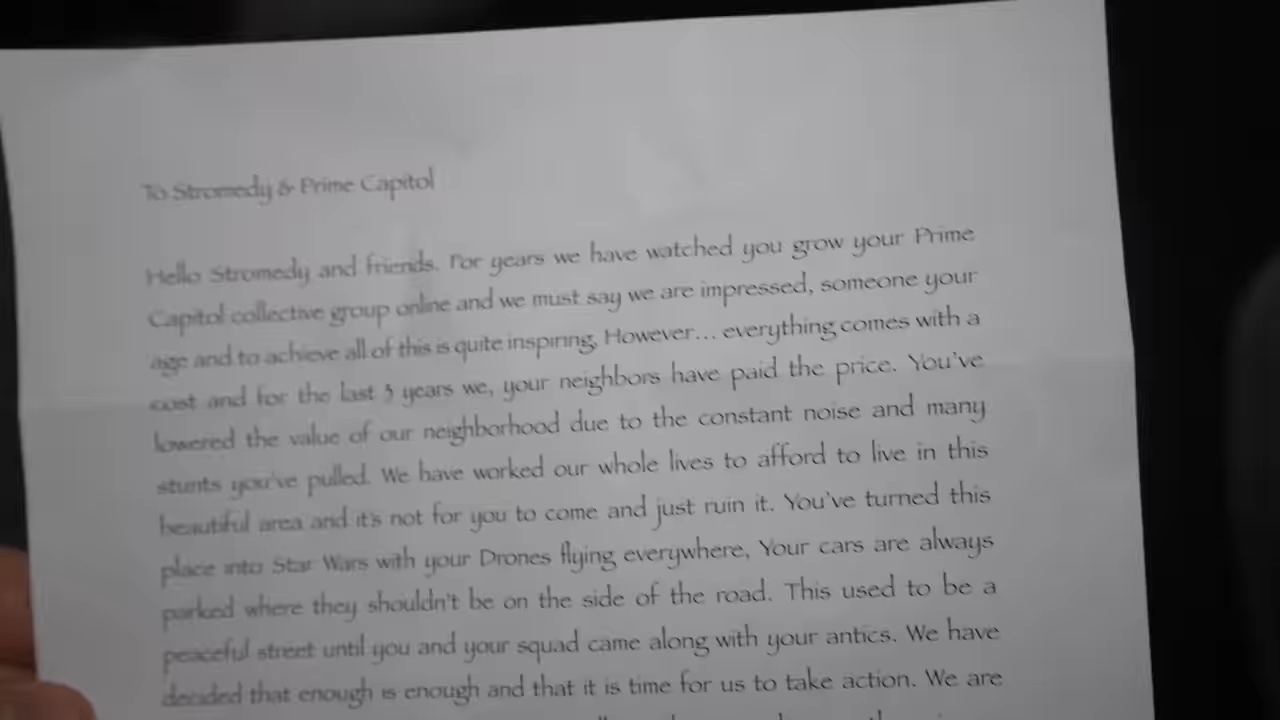 To Stromedy & Prime Capitol
Hello Stromedy and friends. For years we have watched you grow your Prime
Capitol collective group online and we must say we are impressed, someone your
age and to achieve all of this is quite inspiring. However... everything comes with a
cost and for the last 3 years we, your neighbors have paid the price. You've
lowered the value of our neighborhood due to the constant noise and many
stunts you've pulled. We have worked our whole lives to afford to live in this
beautiful area and it's not for you to come and just ruin it. You've turned this
place into Star Wars with your Drones flying everywhere, Your cars are always
parked where they shouldn't be on the side of the road. This used to be a
peaceful street until you and your squad came along with your antics. We have
decided that enough is enough and that it is time for us to take action. We are